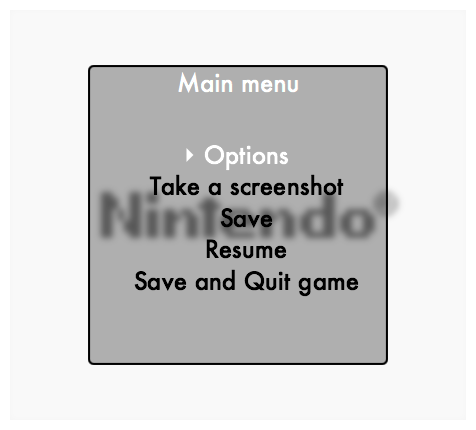 Main menu
Options
Take a screenshot
Nintendo®
Save
Resume
Save and Quit game